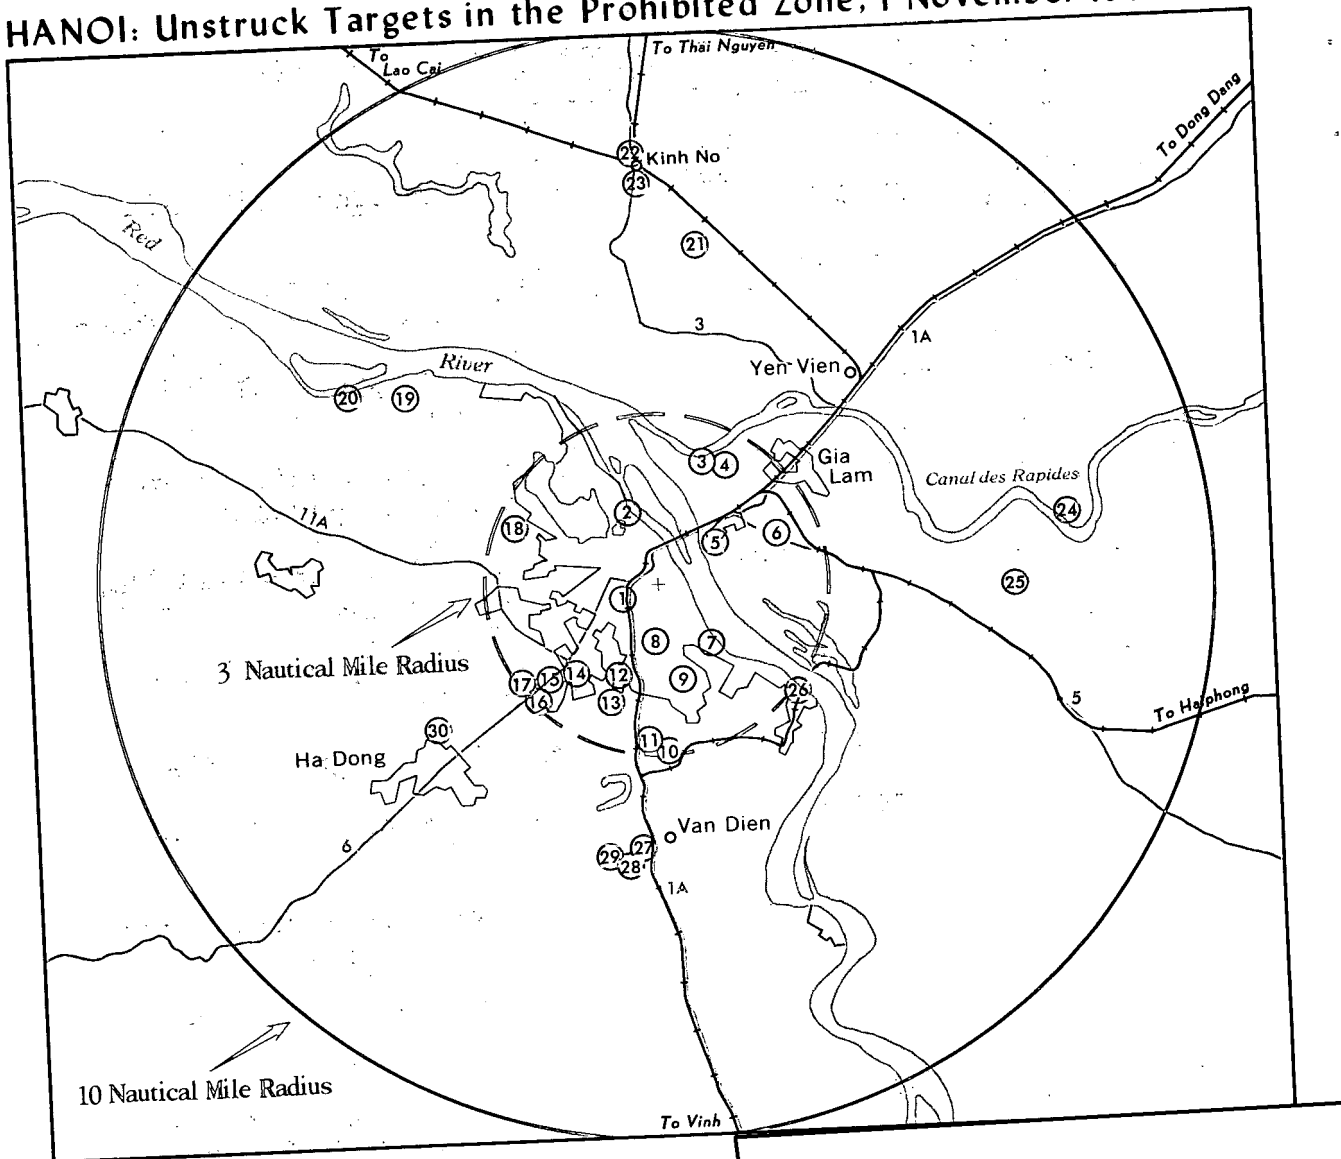 HANOI: Unstruck Targets in the Prohibited Zone, 1 November
To
Lao Cai
To Thai Nguyen
To Dong Dang
22
Kinh No
23
Red
21
3
1A
River
Yen Vien
20
19
3
4
Gia
Lam
Canal des Rapides
11A
18
2
5
6
24
25
1
8
7
3 Nautical Mile Radius
17
15
14
12
9
16
13
26
5
To Haiphong
30
11
10
Ha Dong
Van Dien
6
29
27
28
1A
10 Nautical Mile Radius
To Vinh